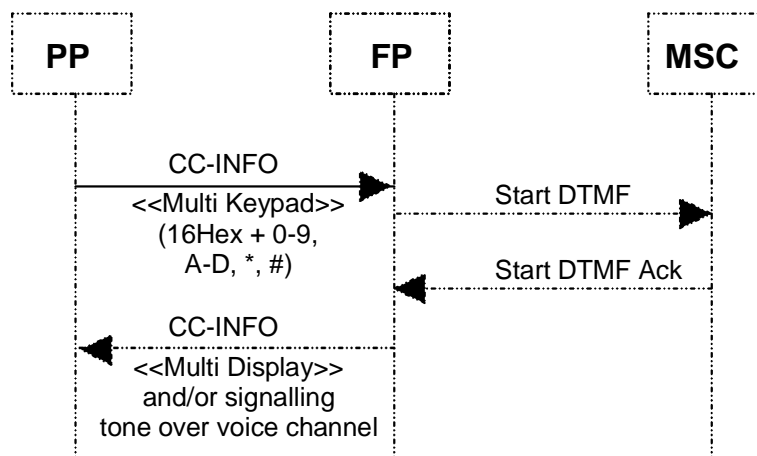 PP
FP
MSC
CC-INFO
<<Multi Keypad>>
(16Hex + 0-9,
A-D, *, #)
Start DTMF
Start DTMF Ack
CC-INFO
<<Multi Display>>
and/or signalling
tone over voice channel